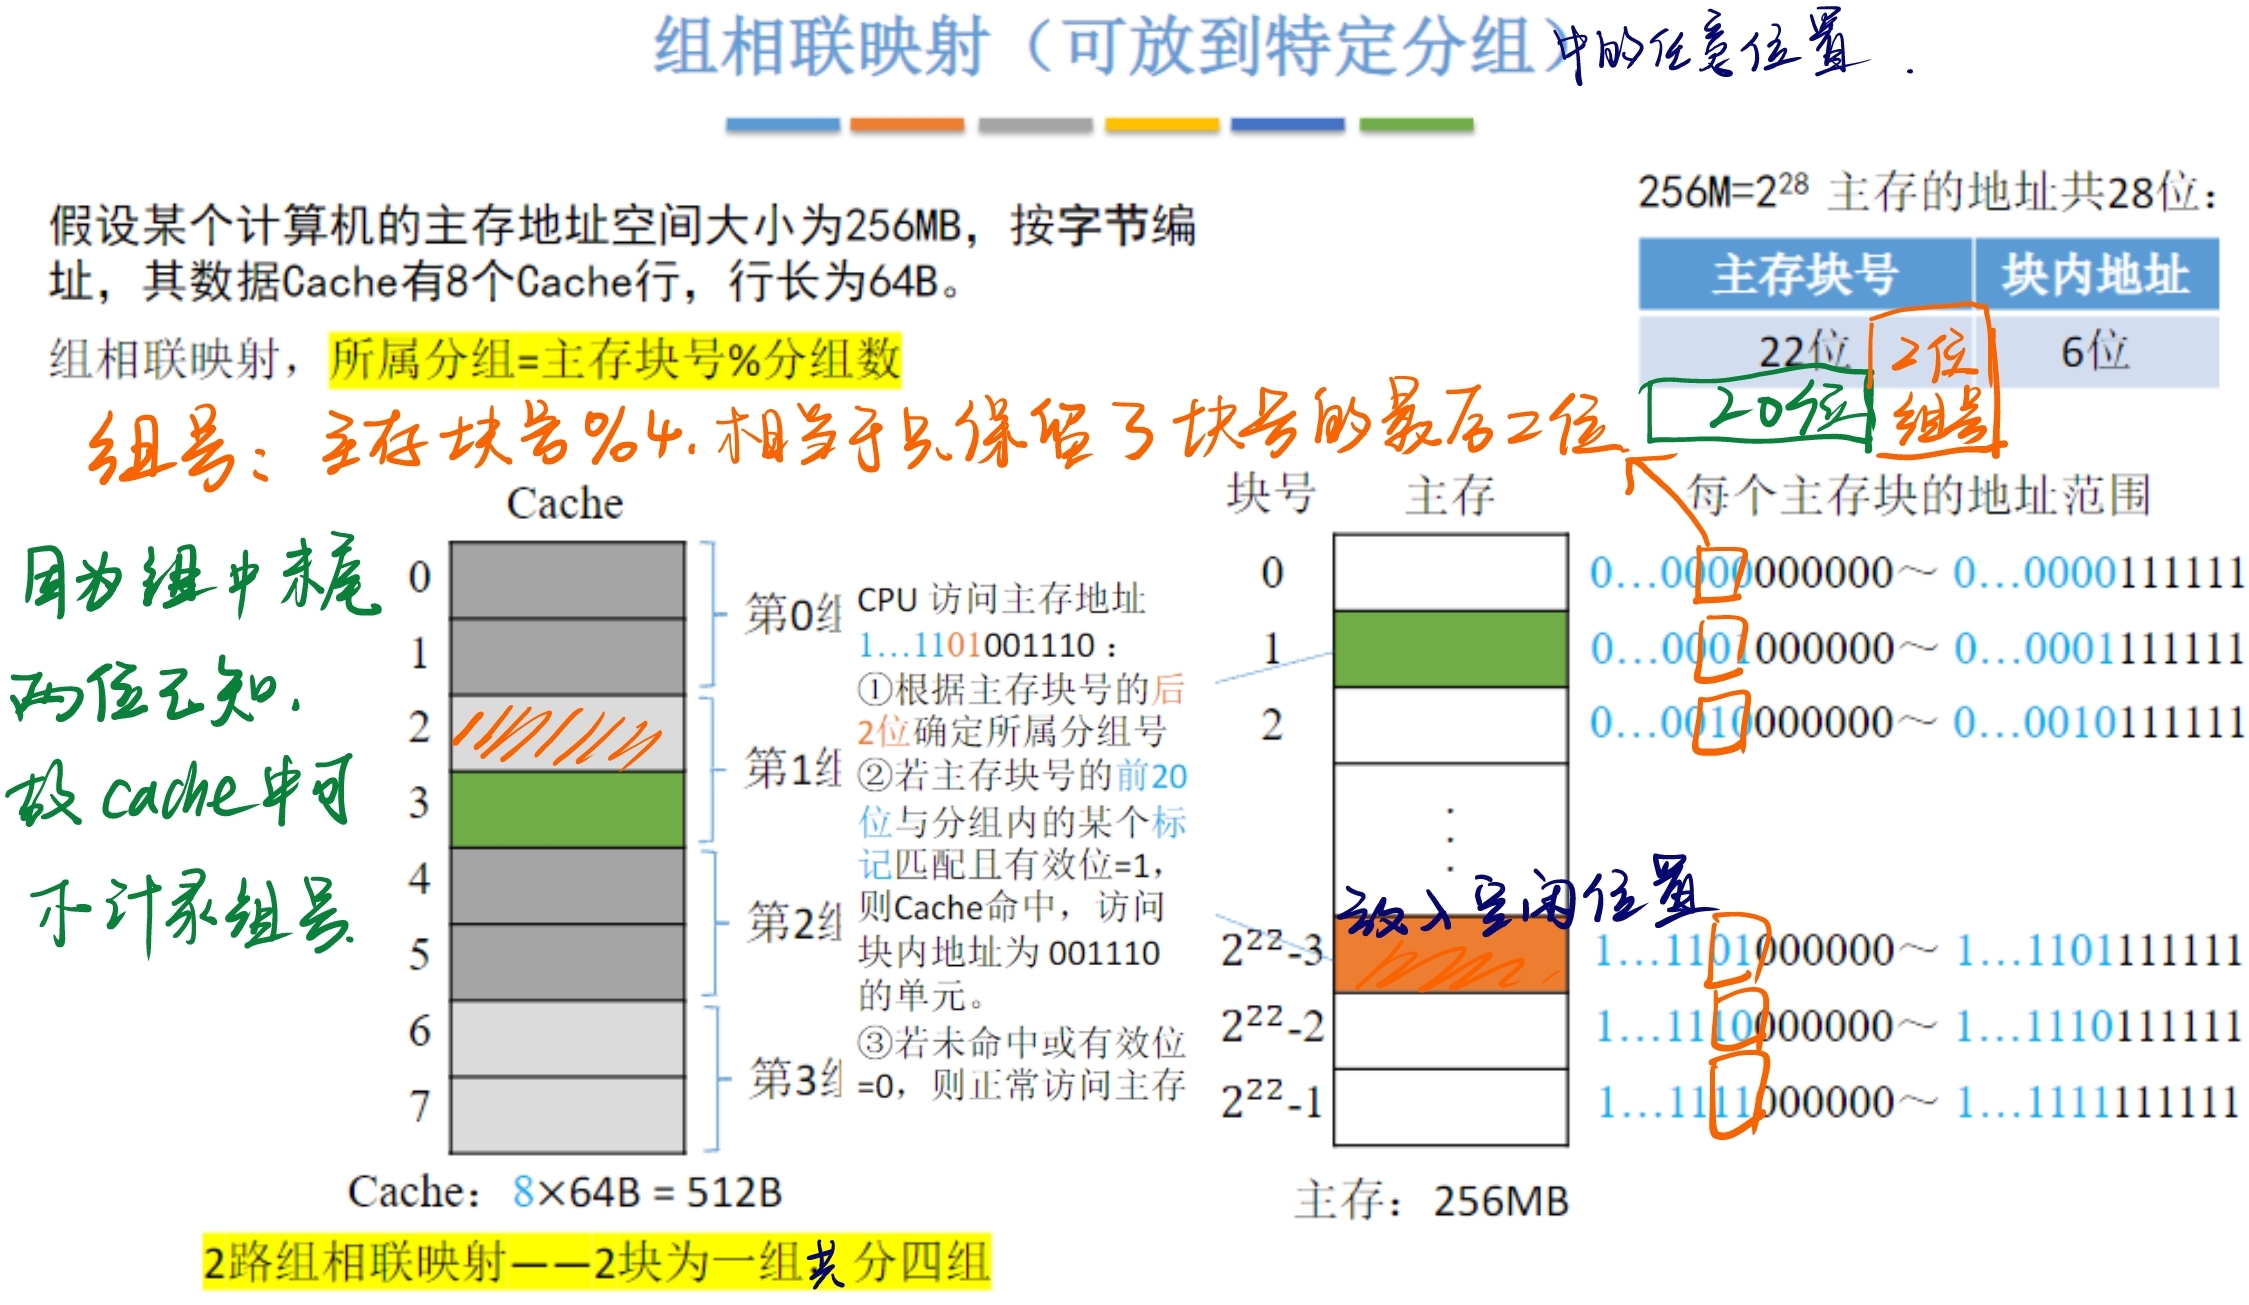 组相联映射（可放到特定分组）中的任意位置.
假设某个计算机的主存地址空间大小为256MB，按字节编
址，其数据Cache有8个Cache行，行长为64B。
组相联映射，所属分组=主存块号%分组数
组号：主存块号%4.相当于只保留了块号的最后二位
256M=2²⁸ 主存的地址共28位：
主存块号 块内地址
22位 6位
20位 2位
组号
因为组中末尾
两位已知.
故cache中可
不计录组号.
Cache
0
1
2
3
4
5
6
7
第0组
第1组
第2组
第3组
Cache：8×64B = 512B
2路组相联映射——2块为一组,共分四组
CPU 访问主存地址
1...1101001110：
①根据主存块号的后
2位确定所属分组号
②若主存块号的前20
位与分组内的某个标
记匹配且有效位=1，
则Cache命中，访问
块内地址为 001110
的单元。
③若未命中或有效位
=0，则正常访问主存
块号 主存 每个主存块的地址范围
0 0...0000000000～ 0...0000111111
1 0...0001000000～ 0...0001111111
2 0...0010000000～ 0...0010111111
放入空闲位置
2²²-3 1...1101000000～ 1...1101111111
2²²-2 1...1110000000～ 1...1110111111
2²²-1 1...1111000000～ 1...1111111111
主存：256MB